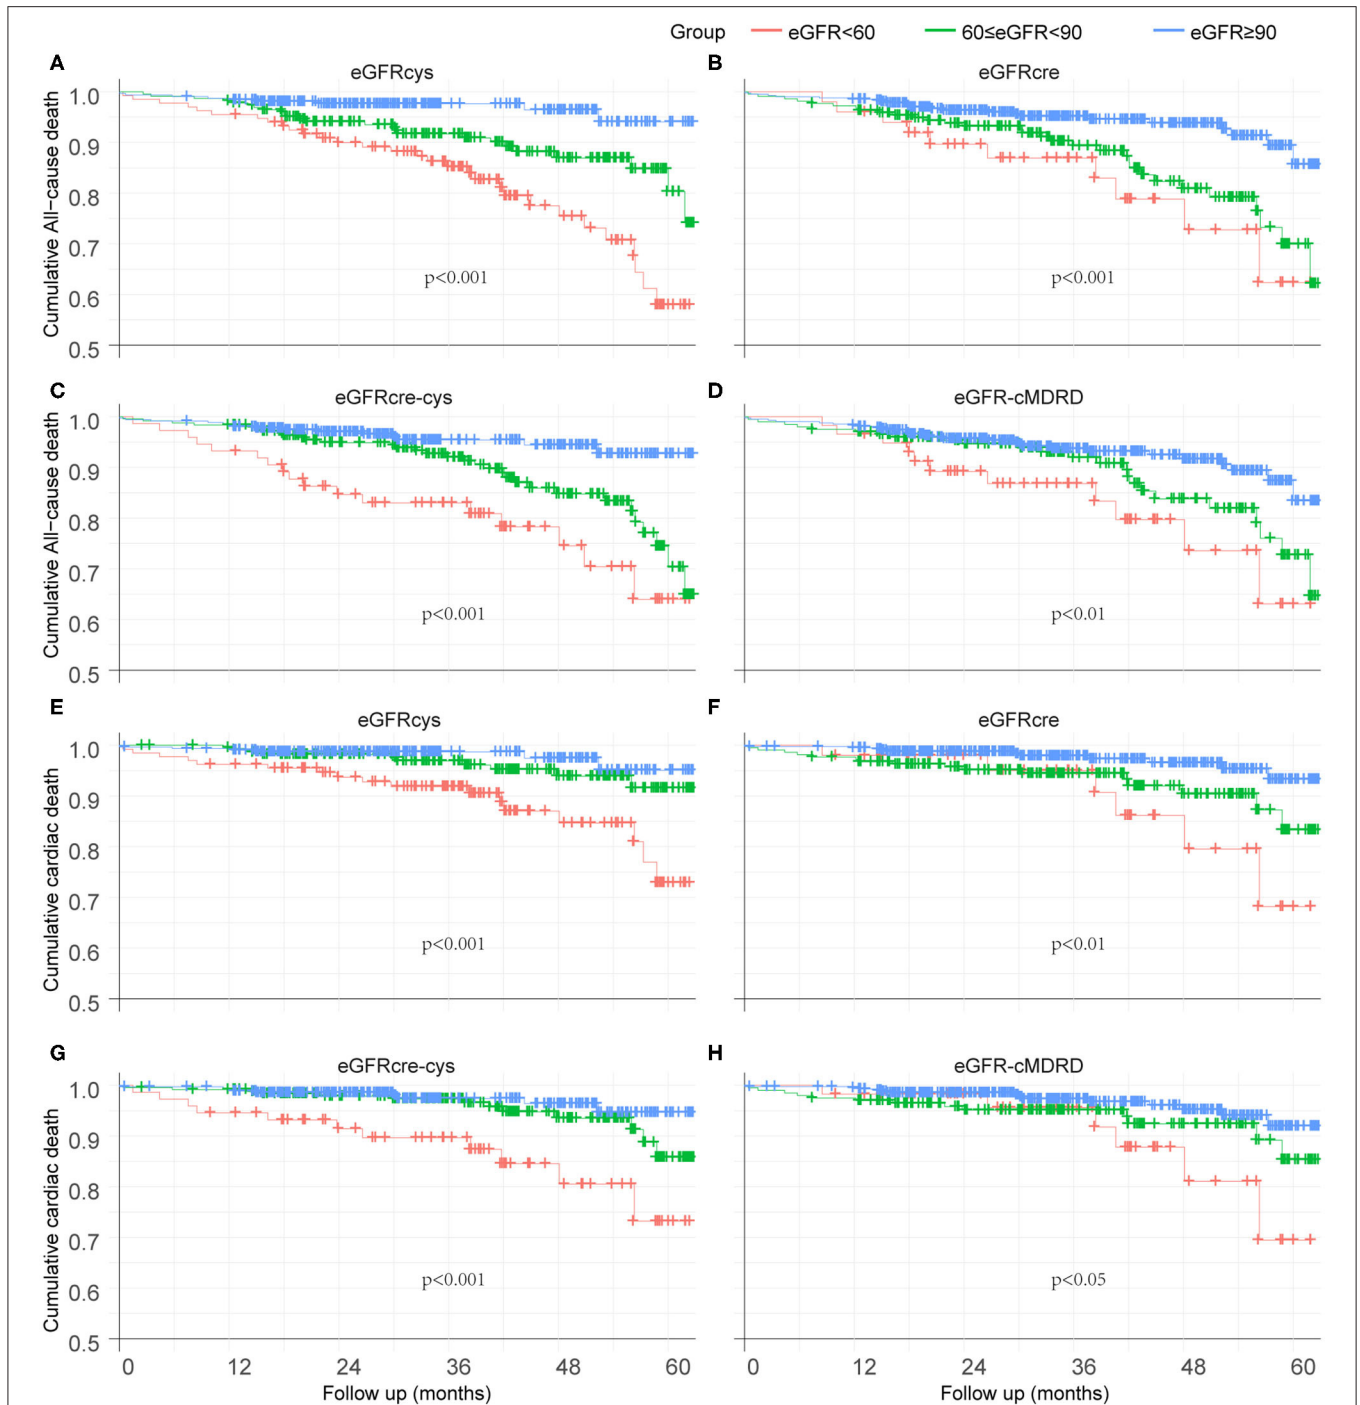 Group eGFR<60 60≤eGFR<90 eGFR≥90
A
eGFRcys
Cumulative All-cause death
1.0
0.9
0.8
0.7
0.6
0.5
p<0.001
B
eGFRcre
p<0.001
C
eGFRcre-cys
Cumulative All-cause death
1.0
0.9
0.8
0.7
0.6
0.5
p<0.001
D
eGFR-cMDRD
p<0.01
E
eGFRcys
Cumulative cardiac death
1.0
0.9
0.8
0.7
0.6
0.5
p<0.001
F
eGFRcre
p<0.01
G
eGFRcre-cys
Cumulative cardiac death
1.0
0.9
0.8
0.7
0.6
0.5
p<0.001
0 12 24 36 48 60
Follow up (months)
H
eGFR-cMDRD
p<0.05
0 12 24 36 48 60
Follow up (months)